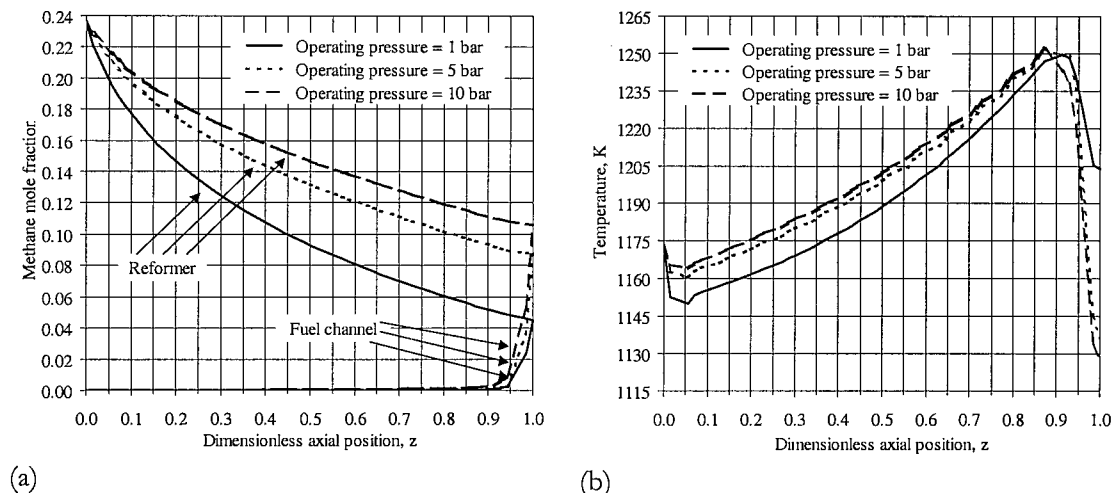 0.24
0.22
0.20
0.18
0.16
0.14
0.12
0.10
0.08
0.06
0.04
0.02
0.00
Methane mole fraction
Operating pressure = 1 bar
Operating pressure = 5 bar
Operating pressure = 10 bar
Reformer
Fuel channel
0.0 0.1 0.2 0.3 0.4 0.5 0.6 0.7 0.8 0.9 1.0
Dimensionless axial position, z
(a)
1265
1250
1235
1220
1205
1190
1175
1160
1145
1130
1115
Temperature, K
Operating pressure = 1 bar
Operating pressure = 5 bar
Operating pressure = 10 bar
0.0 0.1 0.2 0.3 0.4 0.5 0.6 0.7 0.8 0.9 1.0
Dimensionless axial position, z
(b)